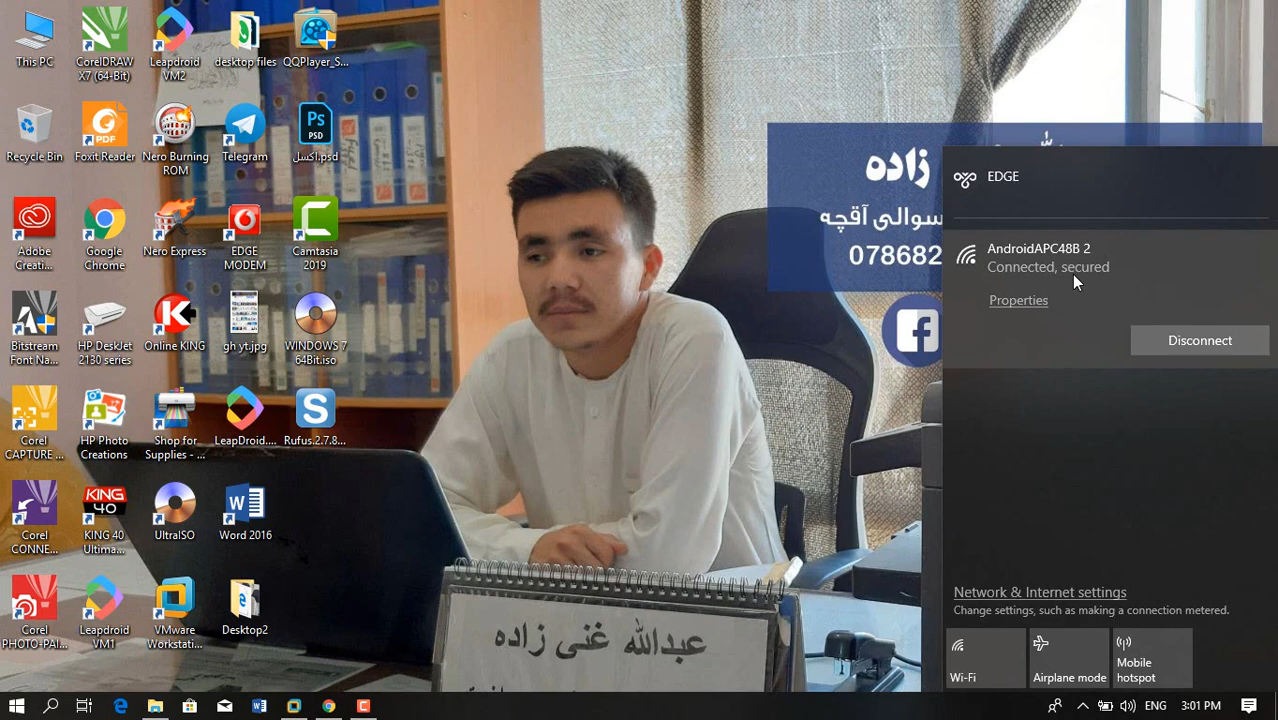 This PC
CorelDRAW
X7 (64-Bit)
Leapdroid
VM2
desktop files
QQPlayer_S...
Recycle Bin
Foxit Reader
Nero Burning
ROM
Telegram
PSD
اکسل.psd
Adobe
Creati...
Google
Chrome
Nero Express
EDGE
MODEM
Camtasia
2019
Bitstream
Font Na...
HP DeskJet
2130 series
Online KING
gh yt.jpg
WINDOWS 7
64Bit.iso
Corel
CAPTURE ...
HP Photo
Creations
Shop for
Supplies - ...
LeapDroid....
Rufus.2.7.8...
Corel
CONNE...
KING 40
Ultima...
UltraISO
Word 2016
Corel
PHOTO-PAI...
Leapdroid
VM1
VMware
Workstati...
Desktop2
زاده
سوالی آقچه
078682
عبدالله غنی زاده
EDGE
AndroidAPC48B 2
Connected, secured
Properties
Disconnect
Network & Internet settings
Change settings, such as making a connection metered.
Wi-Fi
Airplane mode
Mobile
hotspot
ENG
3:01 PM